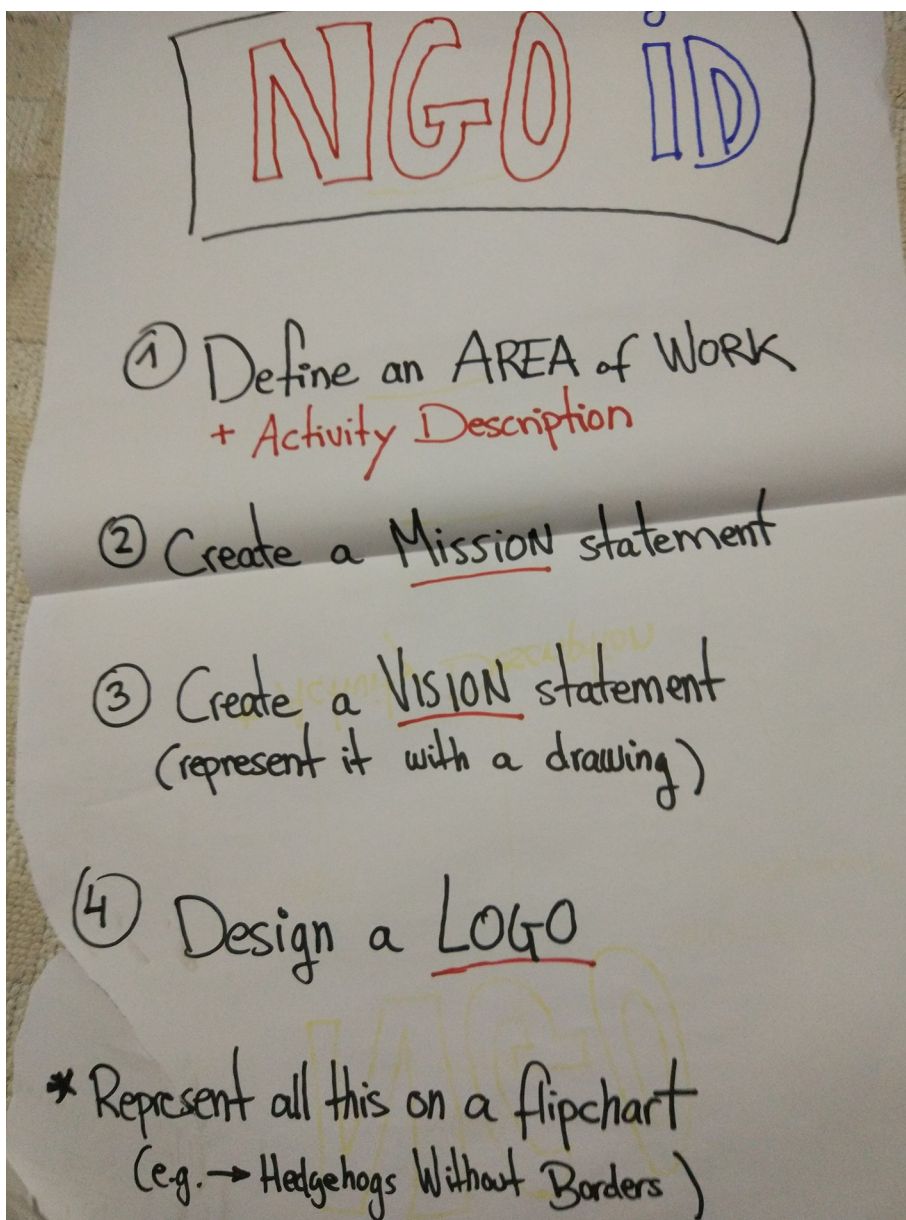 NGO iD
① Define an AREA of WORK
+ Activity Description
② Create a MissioN statement
③ Create a VISION statement
(represent it with a drawing)
④ Design a LOGO
* Represent all this on a flipchart
(e.g. → Hedgehogs Without Borders)